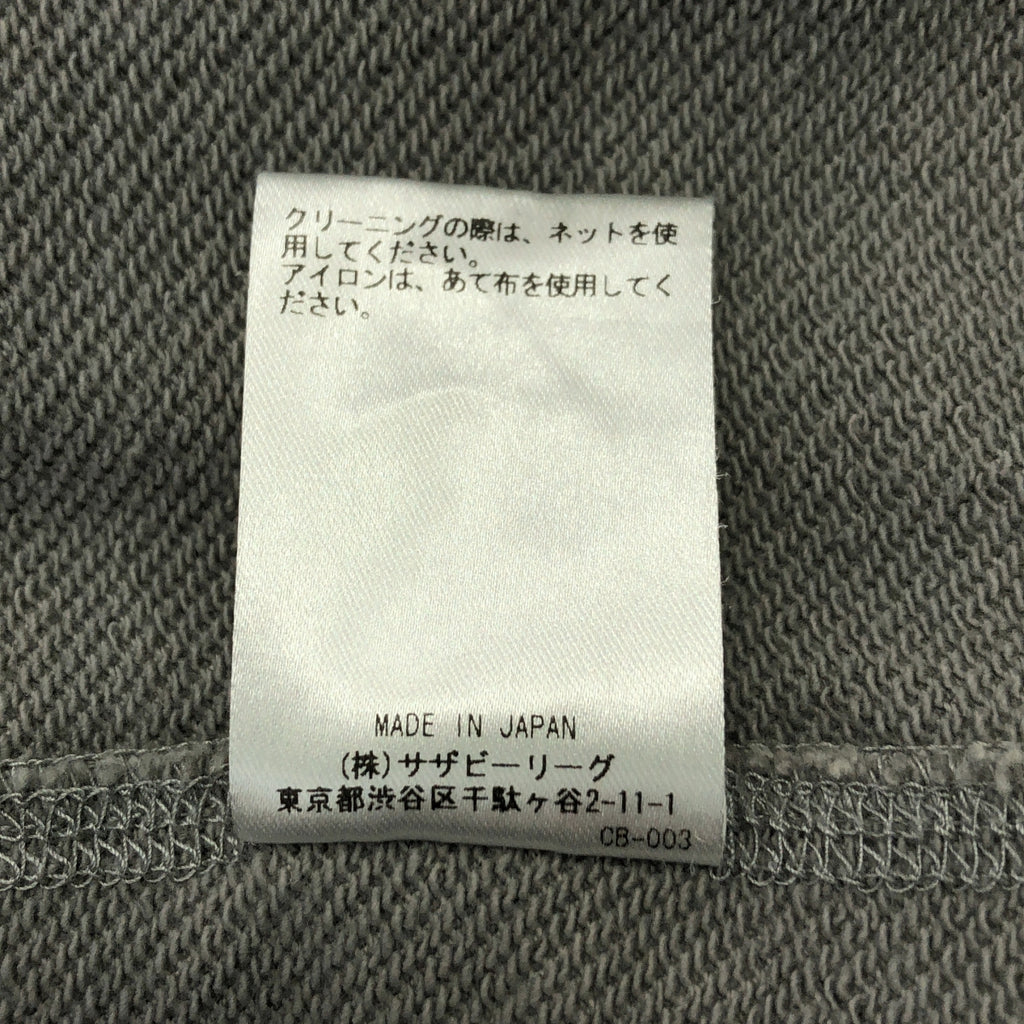 クリーニングの際は、ネットを使
用してください。
アイロンは、あて布を使用してく
ださい。
MADE IN JAPAN
(株)サザビーリーグ
東京都渋谷区千駄ヶ谷2-11-1
CB-003